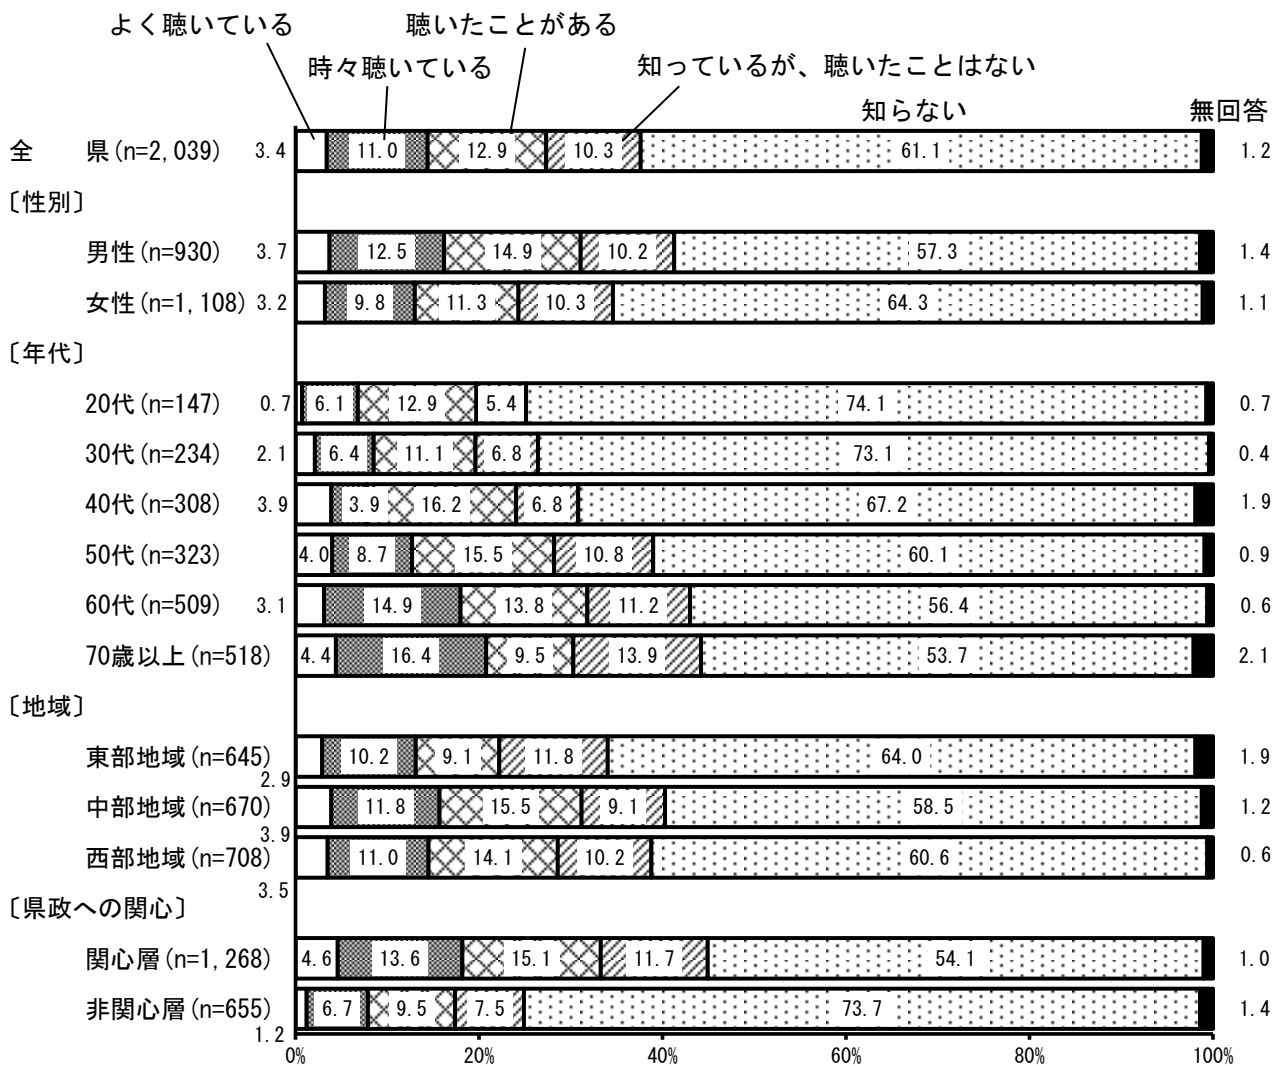 よく聴いている
聴いたことがある
時々聴いている
知っているが、聴いたことはない
知らない
無回答
全 県(n=2,039) 3.4 11.0 12.9 10.3 61.1 1.2
〔性別〕
男性(n=930) 3.7 12.5 14.9 10.2 57.3 1.4
女性(n=1,108) 3.2 9.8 11.3 10.3 64.3 1.1
〔年代〕
20代(n=147) 0.7 6.1 12.9 5.4 74.1 0.7
30代(n=234) 2.1 6.4 11.1 6.8 73.1 0.4
40代(n=308) 3.9 3.9 16.2 6.8 67.2 1.9
50代(n=323) 4.0 8.7 15.5 10.8 60.1 0.9
60代(n=509) 3.1 14.9 13.8 11.2 56.4 0.6
70歳以上(n=518) 4.4 16.4 9.5 13.9 53.7 2.1
〔地域〕
東部地域(n=645) 10.2 9.1 11.8 64.0 1.9
2.9
中部地域(n=670) 11.8 15.5 9.1 58.5 1.2
3.9
西部地域(n=708) 11.0 14.1 10.2 60.6 0.6
3.5
〔県政への関心〕
関心層(n=1,268) 4.6 13.6 15.1 11.7 54.1 1.0
非関心層(n=655) 6.7 9.5 7.5 73.7 1.4
1.2
0% 20% 40% 60% 80% 100%